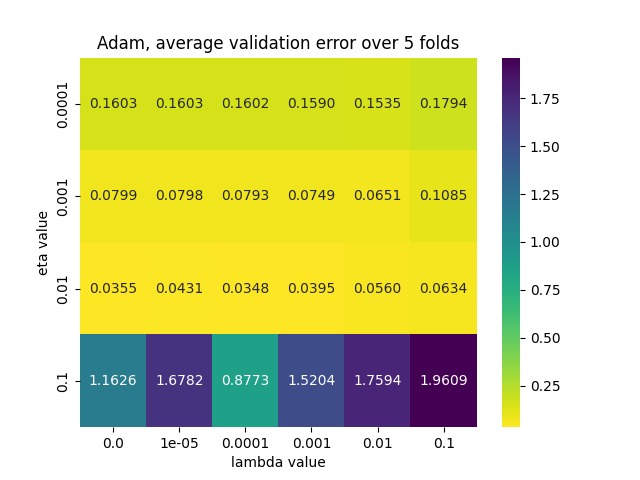 Adam, average validation error over 5 folds
eta value
0.0001 0.1603 0.1603 0.1602 0.1590 0.1535 0.1794
0.001 0.0799 0.0798 0.0793 0.0749 0.0651 0.1085
0.01 0.0355 0.0431 0.0348 0.0395 0.0560 0.0634
0.1 1.1626 1.6782 0.8773 1.5204 1.7594 1.9609
0.0 1e-05 0.0001 0.001 0.01 0.1
lambda value
1.75
1.50
1.25
1.00
0.75
0.50
0.25